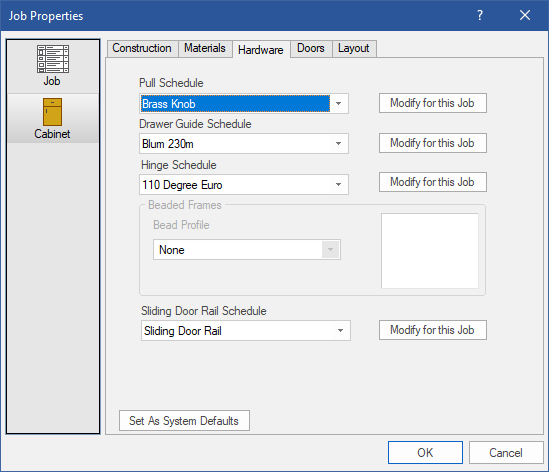 Job Properties
?
Job
Cabinet
Construction Materials Hardware Doors Layout
Pull Schedule
Brass Knob Modify for this Job
Drawer Guide Schedule
Blum 230m Modify for this Job
Hinge Schedule
110 Degree Euro Modify for this Job
Beaded Frames
Bead Profile
None
Sliding Door Rail Schedule
Sliding Door Rail Modify for this Job
Set As System Defaults
OK Cancel